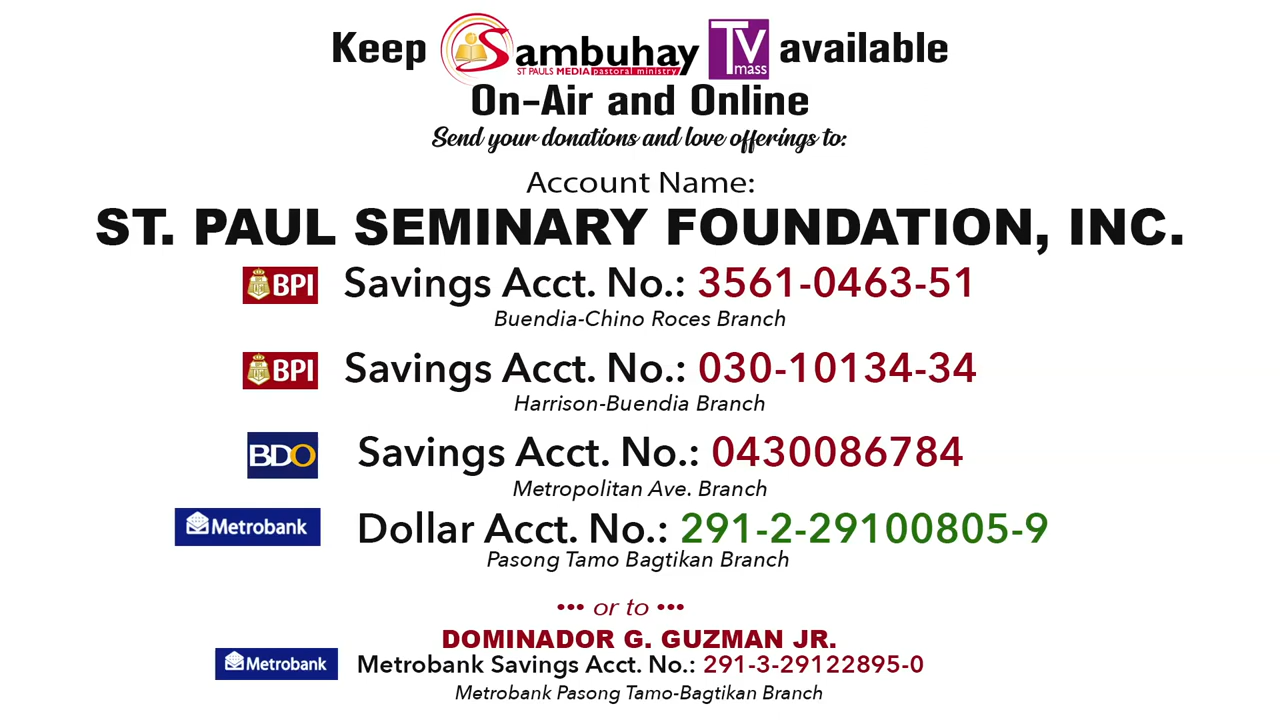 Keep Sambuhay TV mass available
ST PAULS MEDIA pastoral ministry
On-Air and Online
Send your donations and love offerings to:
Account Name:
ST. PAUL SEMINARY FOUNDATION, INC.
BPI Savings Acct. No.: 3561-0463-51
Buendia-Chino Roces Branch
BPI Savings Acct. No.: 030-10134-34
Harrison-Buendia Branch
BDO Savings Acct. No.: 0430086784
Metropolitan Ave. Branch
Metrobank Dollar Acct. No.: 291-2-29100805-9
Pasong Tamo Bagtikan Branch
••• or to •••
DOMINADOR G. GUZMAN JR.
Metrobank Metrobank Savings Acct. No.: 291-3-29122895-0
Metrobank Pasong Tamo-Bagtikan Branch